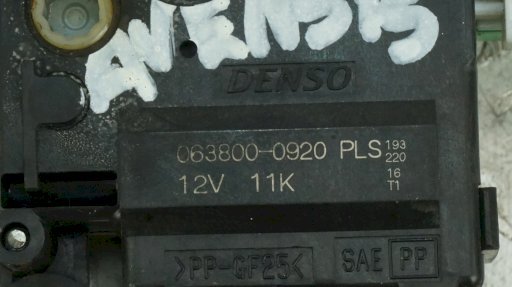 AVENSIS
DENSO
063800-0920 PLS 193
220
12V 11K 16
T1
>PP-GF25< SAE PP